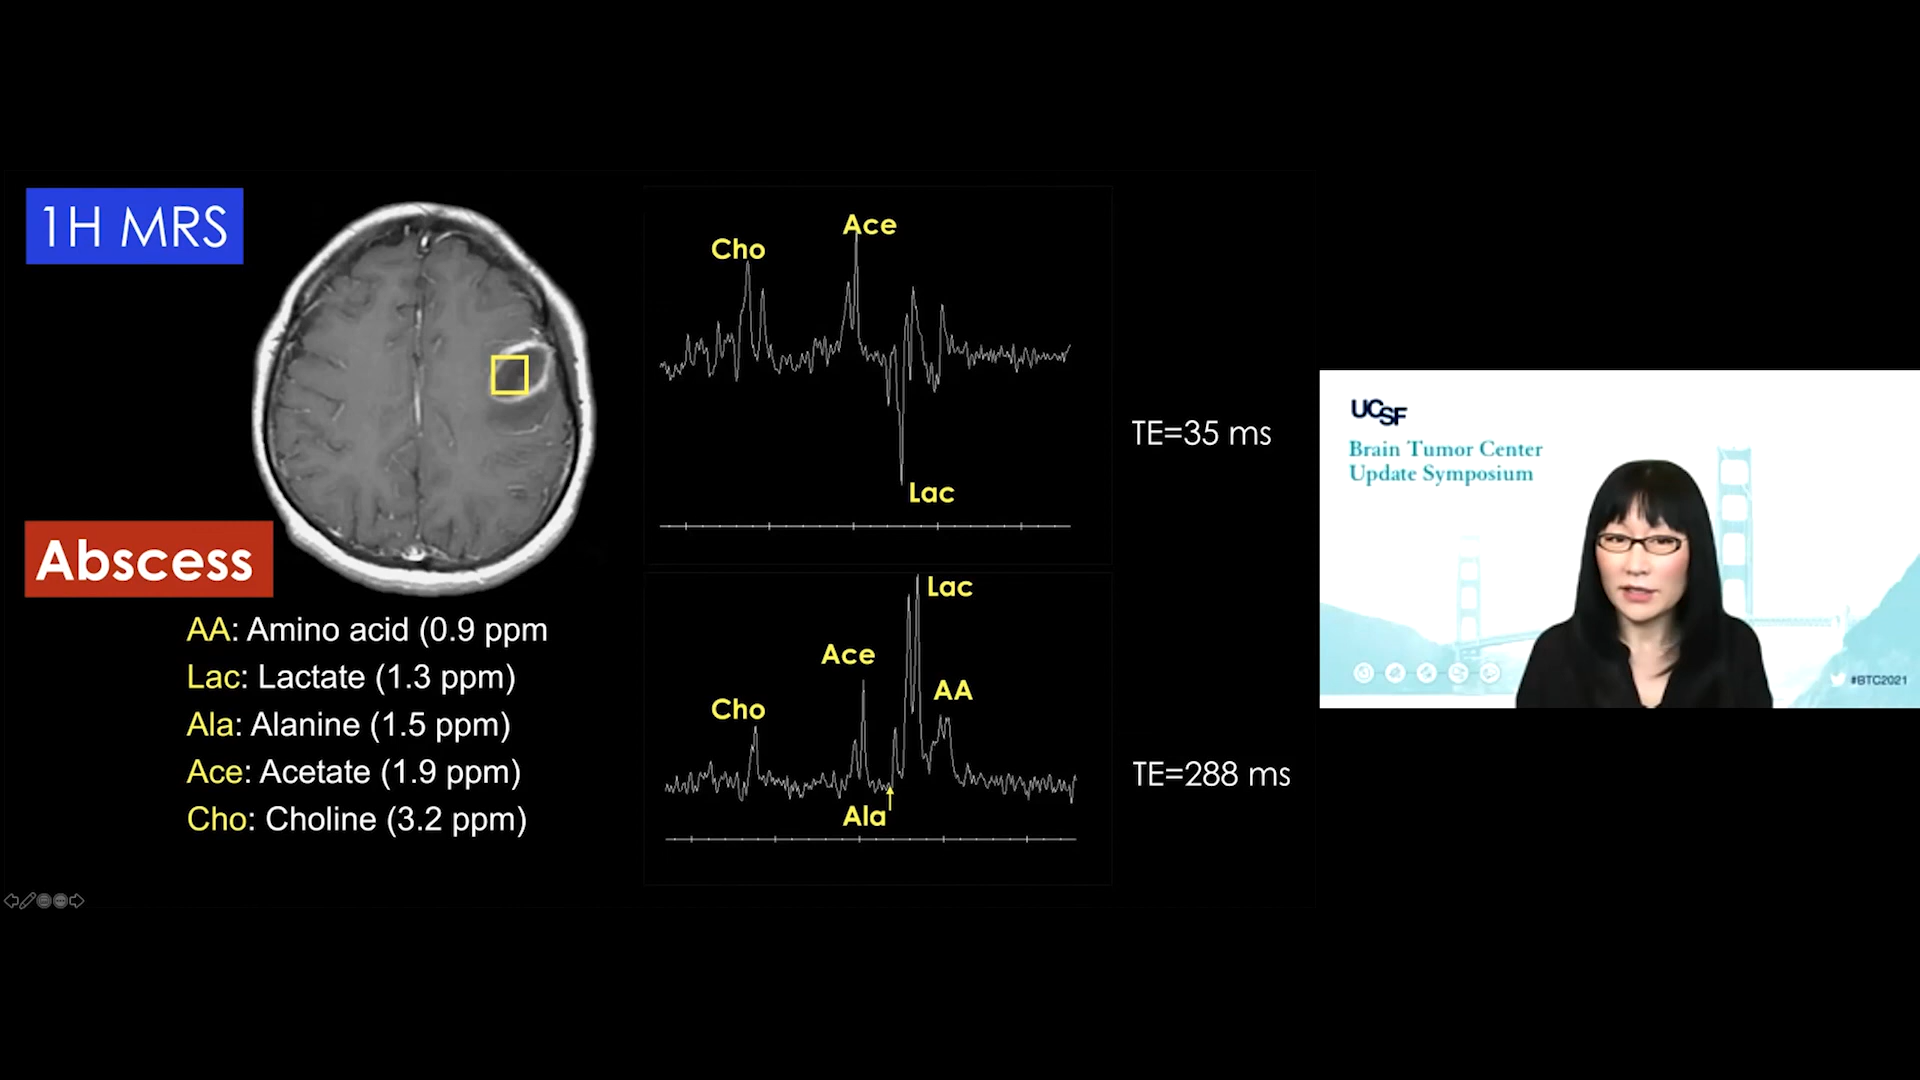 1H MRS
Abscess
AA: Amino acid (0.9 ppm
Lac: Lactate (1.3 ppm)
Ala: Alanine (1.5 ppm)
Ace: Acetate (1.9 ppm)
Cho: Choline (3.2 ppm)
Cho
Ace
Lac
TE=35 ms
Lac
Ace
AA
Cho
Ala
TE=288 ms
UCSF
Brain Tumor Center
Update Symposium
#BTC2021